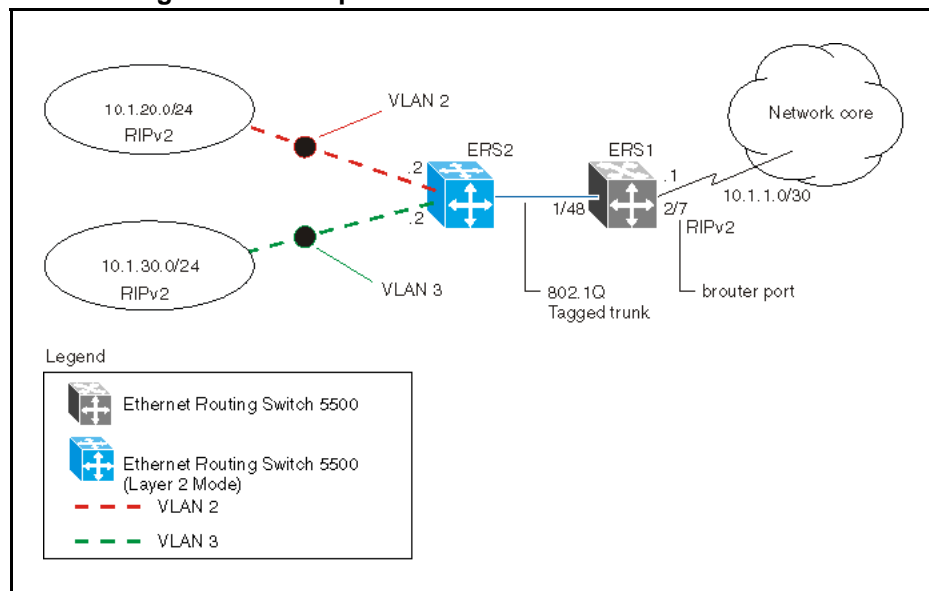 10.1.20.0/24
RIPv2
VLAN 2
Network core
ERS2
ERS1
.2
.1
10.1.1.0/30
.2
1/48
2/7
RIPv2
10.1.30.0/24
RIPv2
VLAN 3
802.1Q
Tagged trunk
brouter port
Legend
Ethernet Routing Switch 5500
Ethernet Routing Switch 5500
(Layer 2 Mode)
VLAN 2
VLAN 3